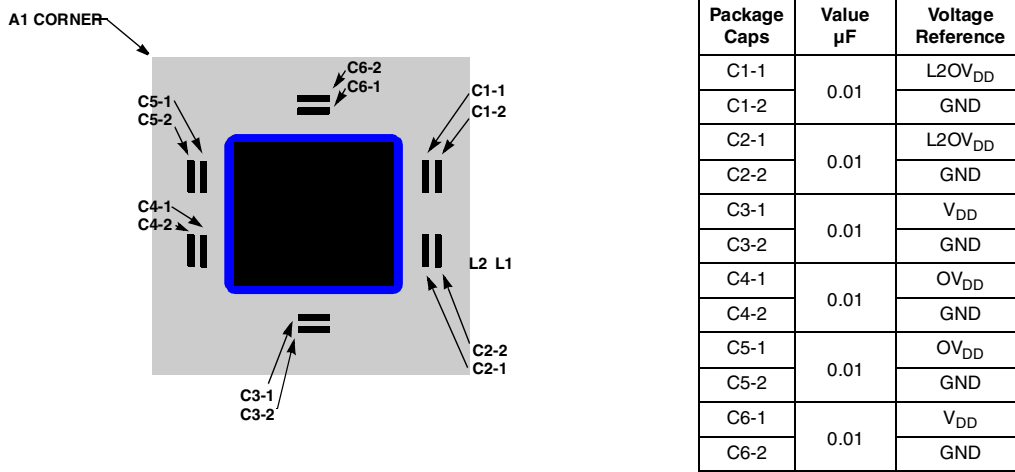 A1 CORNER
C6-2
C6-1
C1-1
C1-2
C5-1
C5-2
C4-1
C4-2
L2 L1
C2-2
C2-1
C3-1
C3-2
Package Caps Value µF Voltage Reference
C1-1 0.01 L2OVDD
C1-2 GND
C2-1 0.01 L2OVDD
C2-2 GND
C3-1 0.01 VDD
C3-2 GND
C4-1 0.01 OVDD
C4-2 GND
C5-1 0.01 OVDD
C5-2 GND
C6-1 0.01 VDD
C6-2 GND